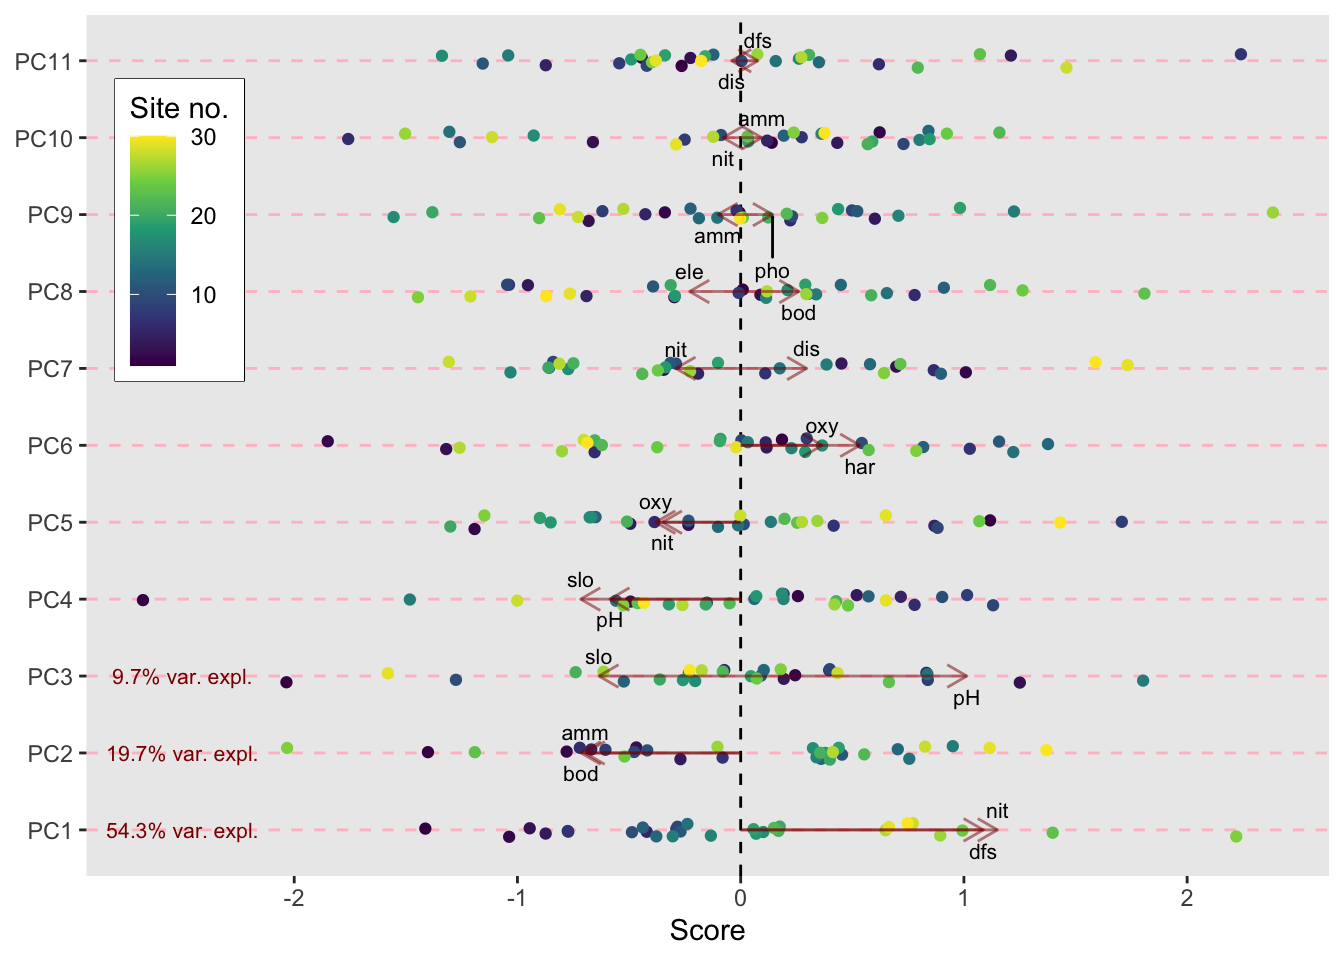 PC11
dfs
dis
Site no.
30
20
10
PC10
amm
nit
PC9
amm
pho
PC8
ele
bod
PC7
nit
dis
PC6
oxy
har
PC5
oxy
nit
PC4
slo
pH
PC3
9.7% var. expl.
slo
pH
PC2
19.7% var. expl.
amm
bod
PC1
54.3% var. expl.
nit
dfs
-2 -1 0 1 2
Score